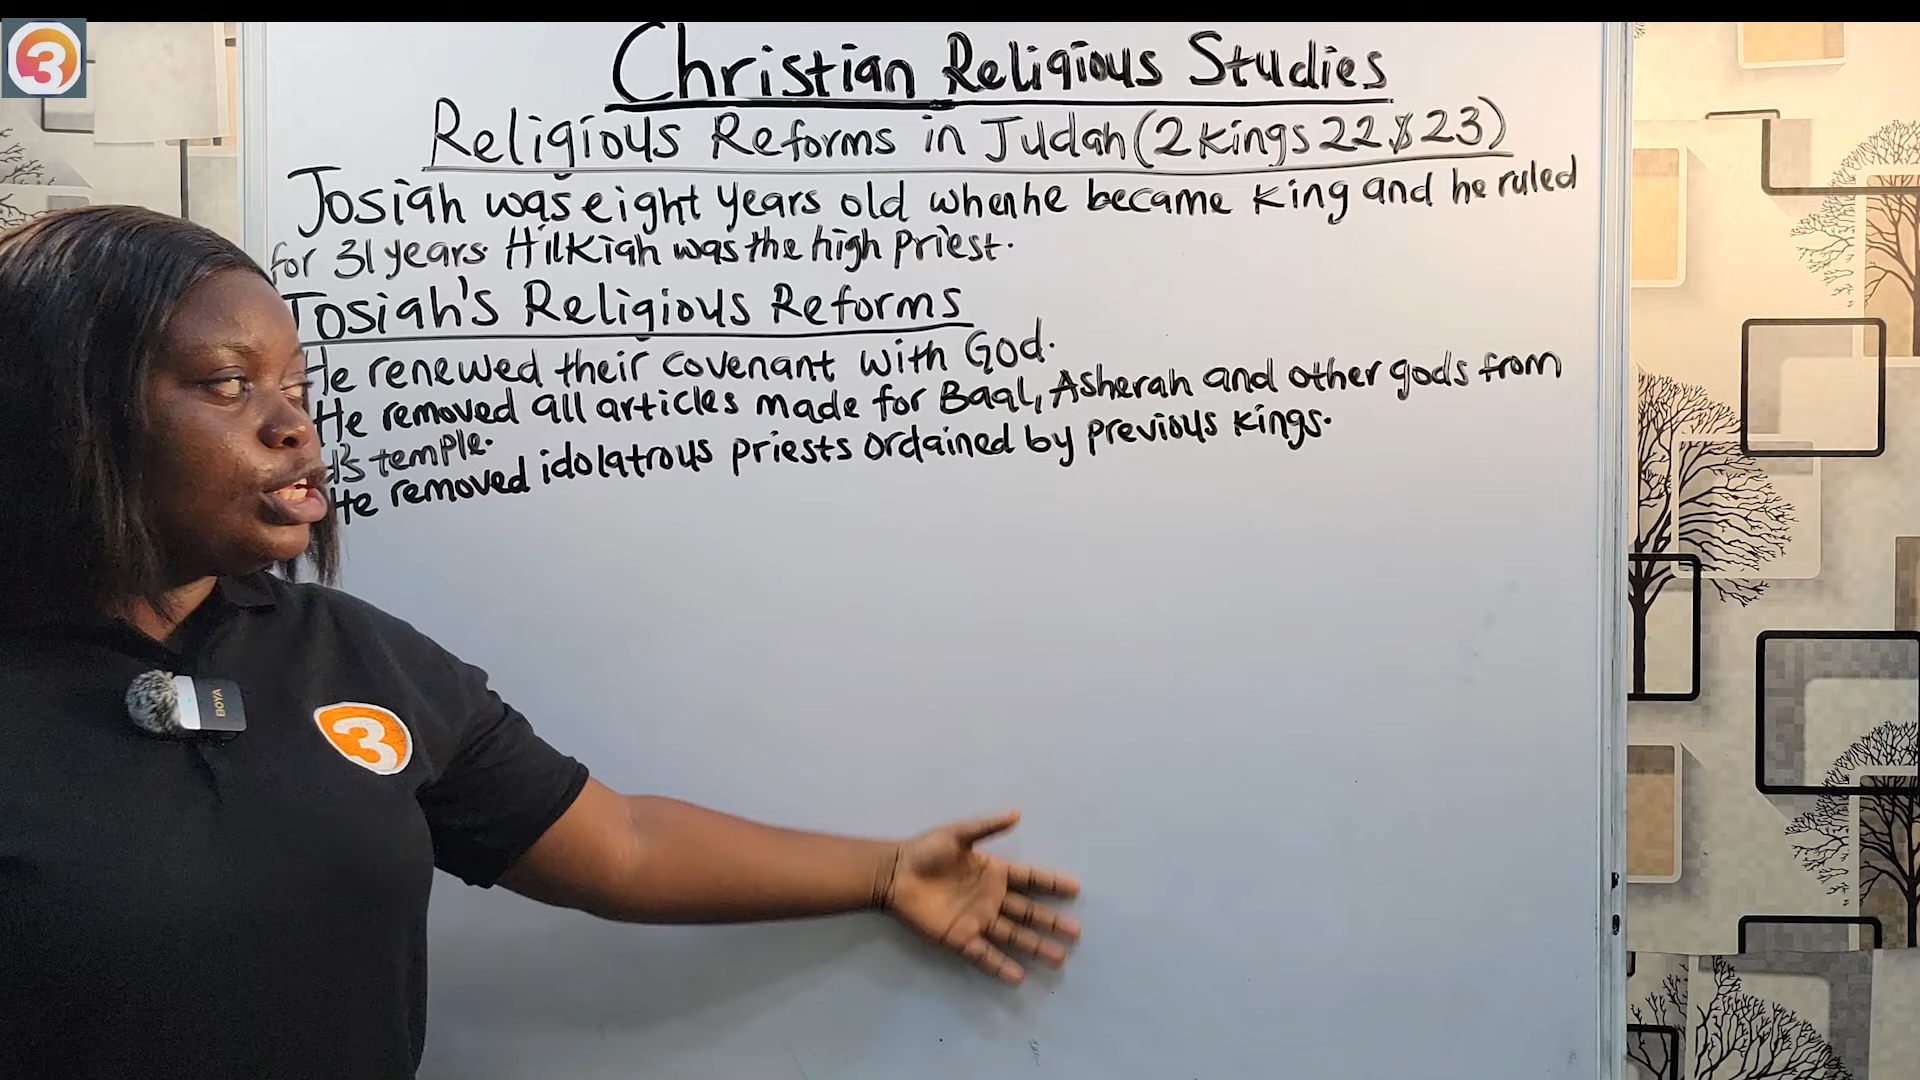 3
Christian Religious Studies
Religious Reforms in Judah (2 Kings 22 & 23)
Josiah was eight years old when he became King and he ruled
for 31 years. Hilkiah was the high priest.
Josiah's Religious Reforms
He renewed their covenant with God.
He removed all articles made for Baal, Asherah and other gods from
temple.
He removed idolatrous priests ordained by previous kings.
BOYA
3